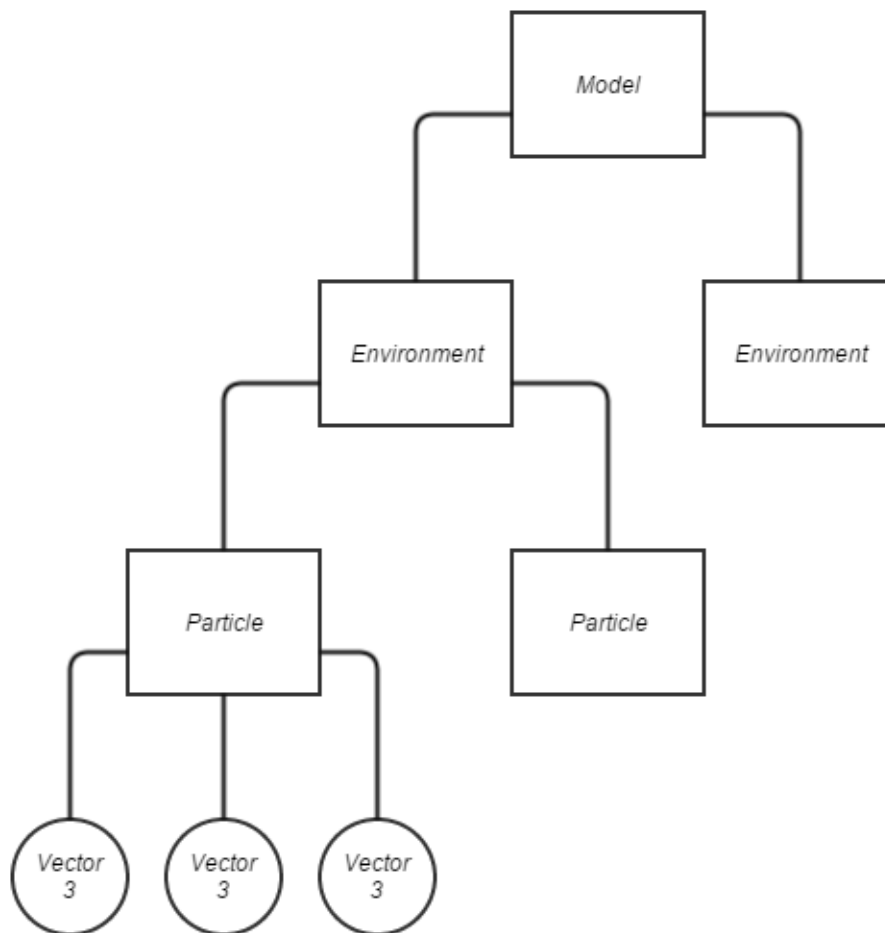 Model
Environment
Environment
Particle
Particle
Vector
3
Vector
3
Vector
3